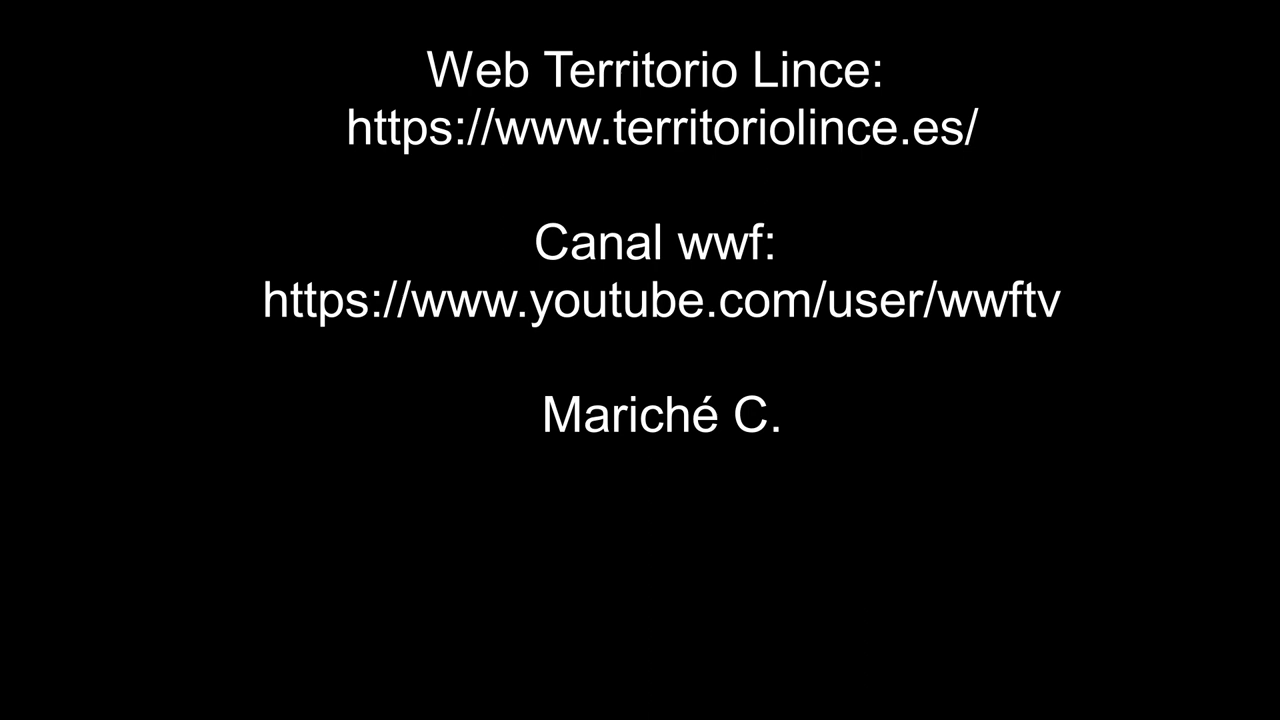 Web Territorio Lince:
https://www.territoriolince.es/
Canal wwf:
https://www.youtube.com/user/wwftv
Mariché C.